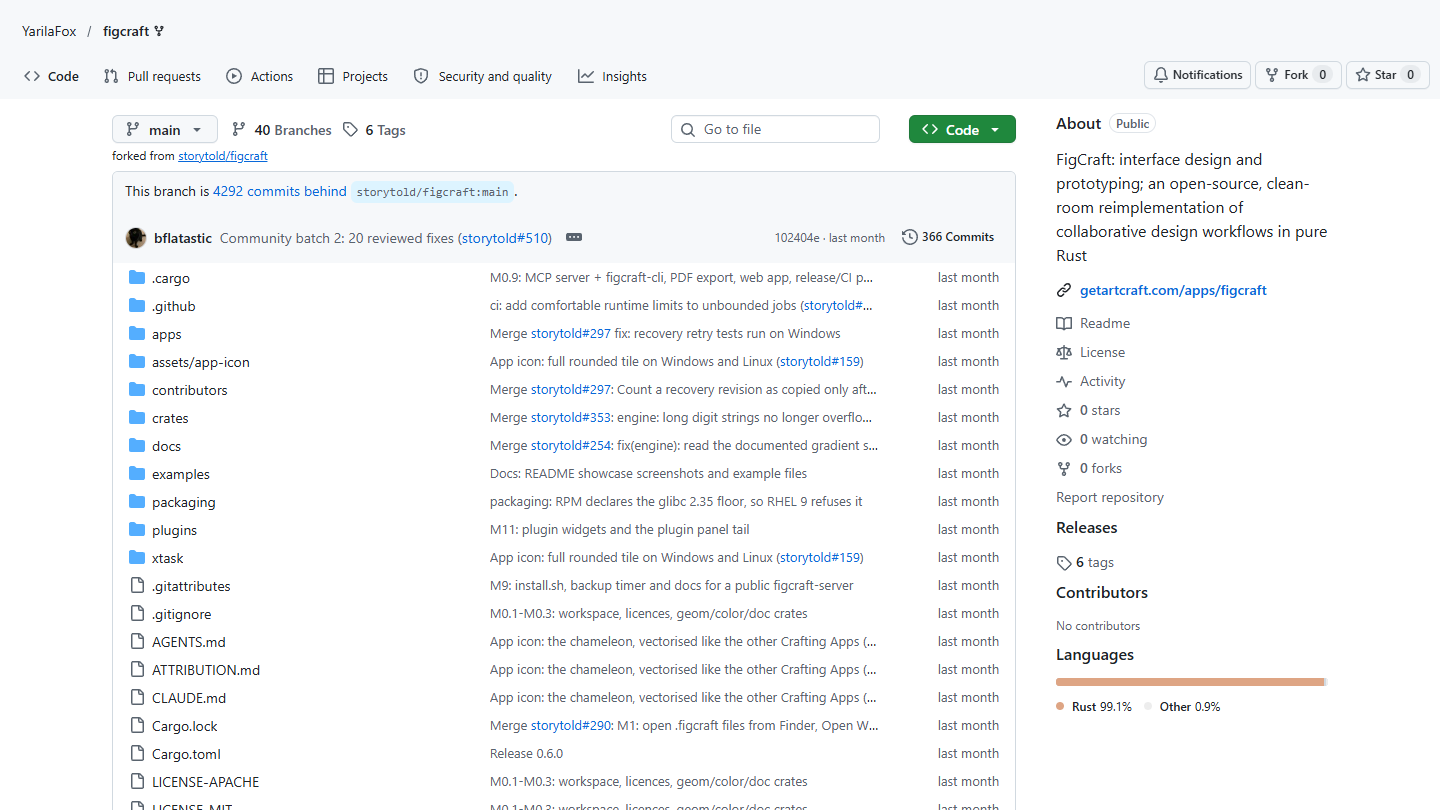 YarilaFox / figcraft
Code Pull requests Actions Projects Security and quality Insights
Notifications Fork 0 Star 0
main 40 Branches 6 Tags Go to file Code
forked from storytold/figcraft
This branch is 4292 commits behind storytold/figcraft:main .
bflatastic Community batch 2: 20 reviewed fixes (storytold#510) 102404e · last month 366 Commits
.cargo M0.9: MCP server + figcraft-cli, PDF export, web app, release/CI p... last month
.github ci: add comfortable runtime limits to unbounded jobs (storytold#... last month
apps Merge storytold#297 fix: recovery retry tests run on Windows last month
assets/app-icon App icon: full rounded tile on Windows and Linux (storytold#159) last month
contributors Merge storytold#297: Count a recovery revision as copied only aft... last month
crates Merge storytold#353: engine: long digit strings no longer overflo... last month
docs Merge storytold#254: fix(engine): read the documented gradient s... last month
examples Docs: README showcase screenshots and example files last month
packaging packaging: RPM declares the glibc 2.35 floor, so RHEL 9 refuses it last month
plugins M11: plugin widgets and the plugin panel tail last month
xtask App icon: full rounded tile on Windows and Linux (storytold#159) last month
.gitattributes M9: install.sh, backup timer and docs for a public figcraft-server last month
.gitignore M0.1-M0.3: workspace, licences, geom/color/doc crates last month
AGENTS.md App icon: the chameleon, vectorised like the other Crafting Apps (... last month
ATTRIBUTION.md App icon: the chameleon, vectorised like the other Crafting Apps (... last month
CLAUDE.md App icon: the chameleon, vectorised like the other Crafting Apps (... last month
Cargo.lock Merge storytold#290: M1: open .figcraft files from Finder, Open W... last month
Cargo.toml Release 0.6.0 last month
LICENSE-APACHE M0.1-M0.3: workspace, licences, geom/color/doc crates last month
LICENSE-MIT M0.1-M0.3: workspace, licences, geom/color/doc crates last month
About Public
FigCraft: interface design and
prototyping; an open-source, clean-
room reimplementation of
collaborative design workflows in pure
Rust
getartcraft.com/apps/figcraft
Readme
License
Activity
0 stars
0 watching
0 forks
Report repository
Releases
6 tags
Contributors
No contributors
Languages
Rust 99.1% Other 0.9%